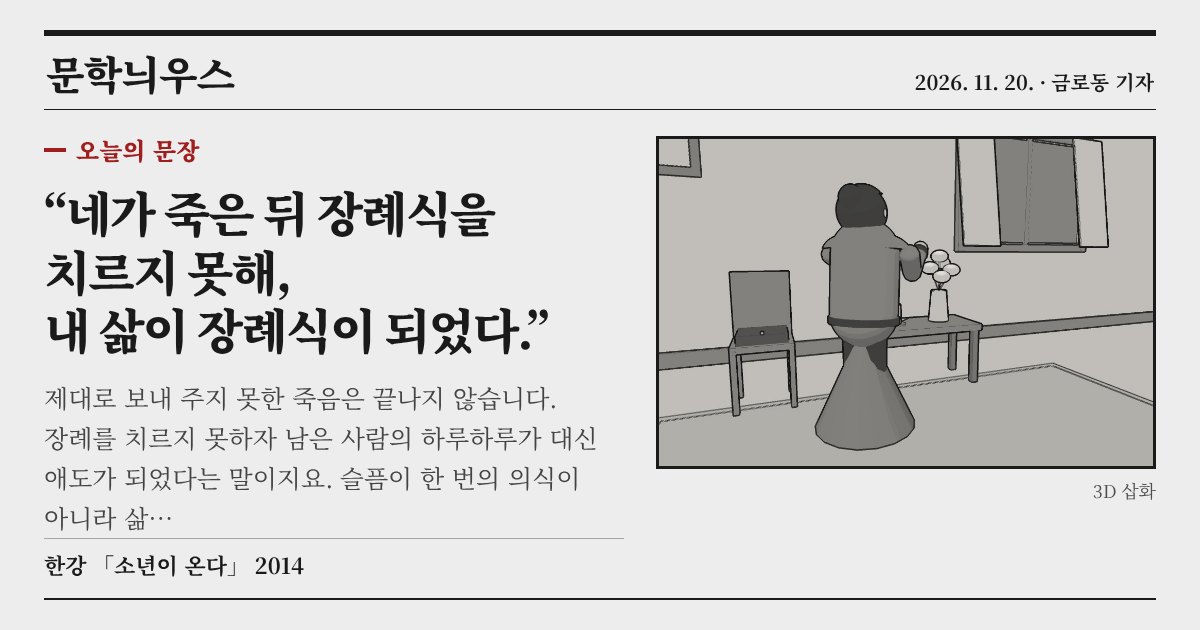 문학늬우스
2026. 11. 20. · 금로동 기자
오늘의 문장
“네가 죽은 뒤 장례식을
치르지 못해,
내 삶이 장례식이 되었다.”
제대로 보내 주지 못한 죽음은 끝나지 않습니다.
장례를 치르지 못하자 남은 사람의 하루하루가 대신
애도가 되었다는 말이지요. 슬픔이 한 번의 의식이
아니라 삶…
3D 삽화
한강 「소년이 온다」 2014